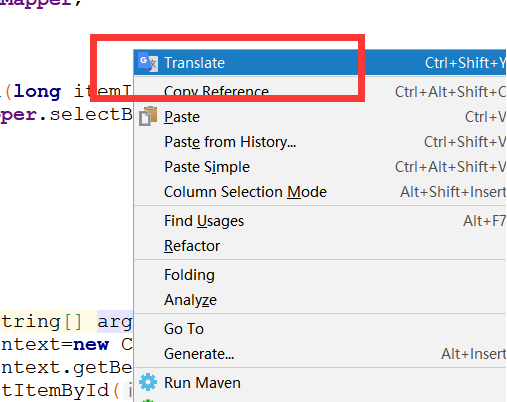 Mapper;
Translate Ctrl+Shift+Y
(long itemI
Copy Reference Ctrl+Alt+Shift+C
pper.selectB
Paste Ctrl+V
Paste from History... Ctrl+Shift+V
Paste Simple Ctrl+Alt+Shift+V
Column Selection Mode Alt+Shift+Insert
Find Usages Alt+F7
Refactor
Folding
Analyze
tring[] arg
Go To
ntext=new C
Generate... Alt+Insert
ntext.getBe
Run Maven
tItemById(i